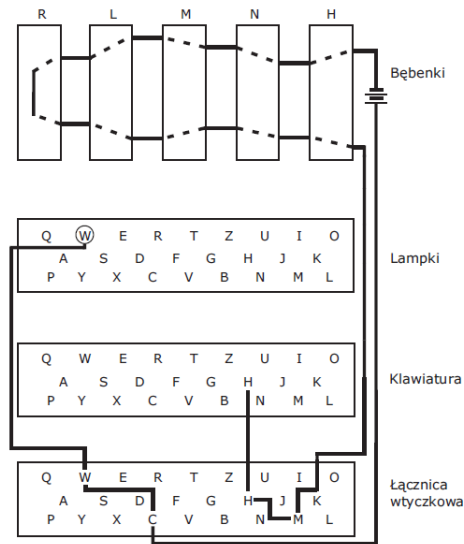 R L M N H
Bębenki
Q W E R T Z U I O
A S D F G H J K
P Y X C V B N M L
Lampki
Q W E R T Z U I O
A S D F G H J K
P Y X C V B N M L
Klawiatura
Q W E R T Z U I O
A S D F G H J K
P Y X C V B N M L
Łącznica
wtyczkowa